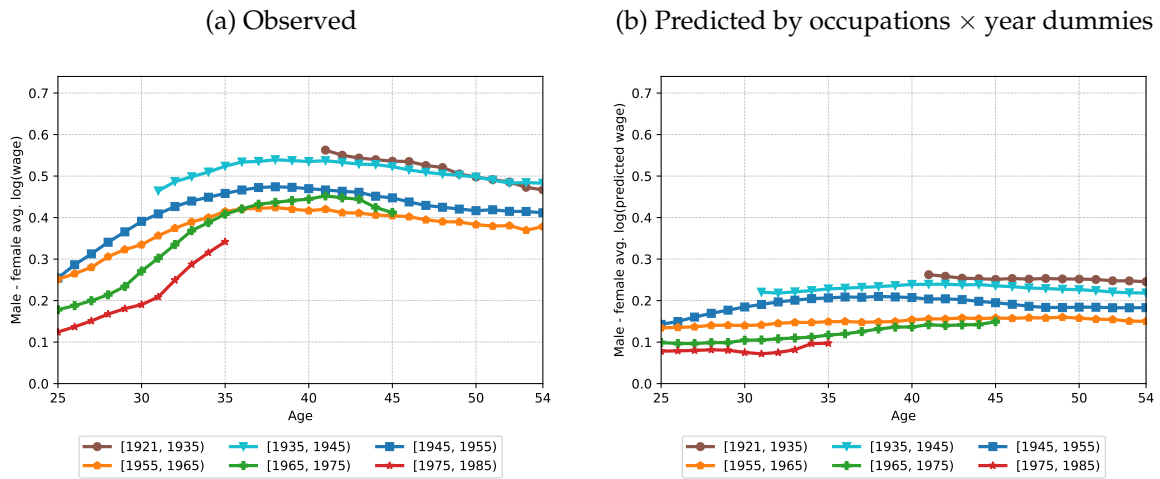 (a) Observed
Male - female avg. log(wage)
0.7
0.6
0.5
0.4
0.3
0.2
0.1
0.0
25 30 35 40 45 50 54
Age
[1921, 1935) [1935, 1945) [1945, 1955)
[1955, 1965) [1965, 1975) [1975, 1985)
(b) Predicted by occupations × year dummies
Male - female avg. log(predicted wage)
0.7
0.6
0.5
0.4
0.3
0.2
0.1
0.0
25 30 35 40 45 50 54
Age
[1921, 1935) [1935, 1945) [1945, 1955)
[1955, 1965) [1965, 1975) [1975, 1985)